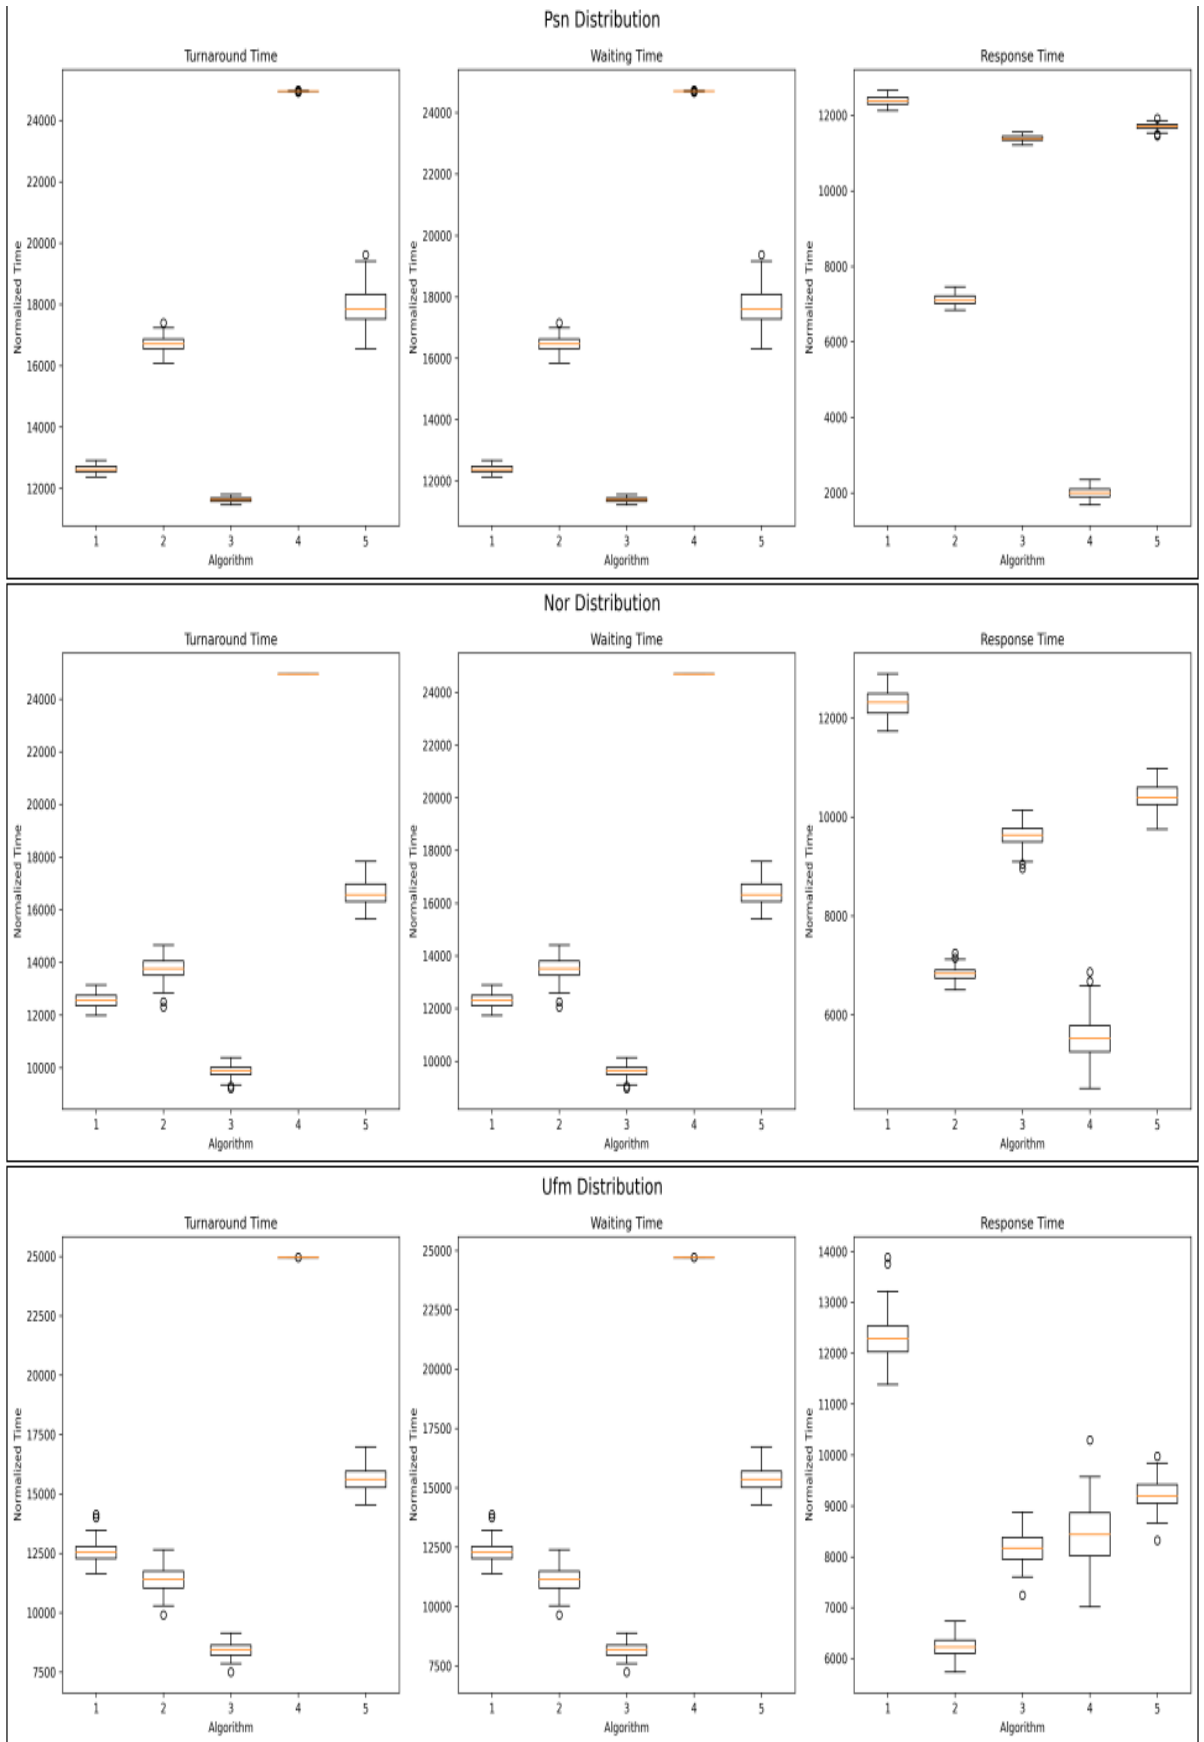 Psn Distribution
Turnaround Time
Waiting Time
Response Time
Normalized Time
24000
22000
20000
18000
16000
14000
12000
1 2 3 4 5
Algorithm
Normalized Time
24000
22000
20000
18000
16000
14000
12000
1 2 3 4 5
Algorithm
Normalized Time
12000
10000
8000
6000
4000
2000
1 2 3 4 5
Algorithm
Nor Distribution
Turnaround Time
Waiting Time
Response Time
Normalized Time
24000
22000
20000
18000
16000
14000
12000
10000
1 2 3 4 5
Algorithm
Normalized Time
24000
22000
20000
18000
16000
14000
12000
10000
1 2 3 4 5
Algorithm
Normalized Time
12000
10000
8000
6000
1 2 3 4 5
Algorithm
Ufm Distribution
Turnaround Time
Waiting Time
Response Time
Normalized Time
25000
22500
20000
17500
15000
12500
10000
7500
1 2 3 4 5
Algorithm
Normalized Time
25000
22500
20000
17500
15000
12500
10000
7500
1 2 3 4 5
Algorithm
Normalized Time
14000
13000
12000
11000
10000
9000
8000
7000
6000
1 2 3 4 5
Algorithm